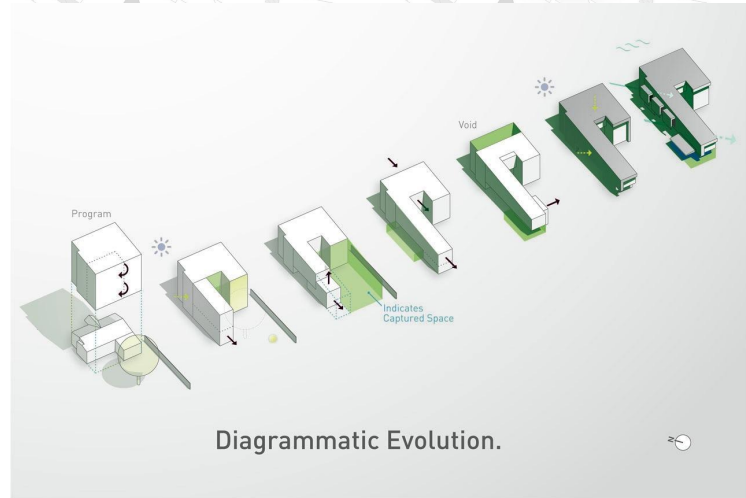 Program
Void
Indicates
Captured Space
Diagrammatic Evolution.
N